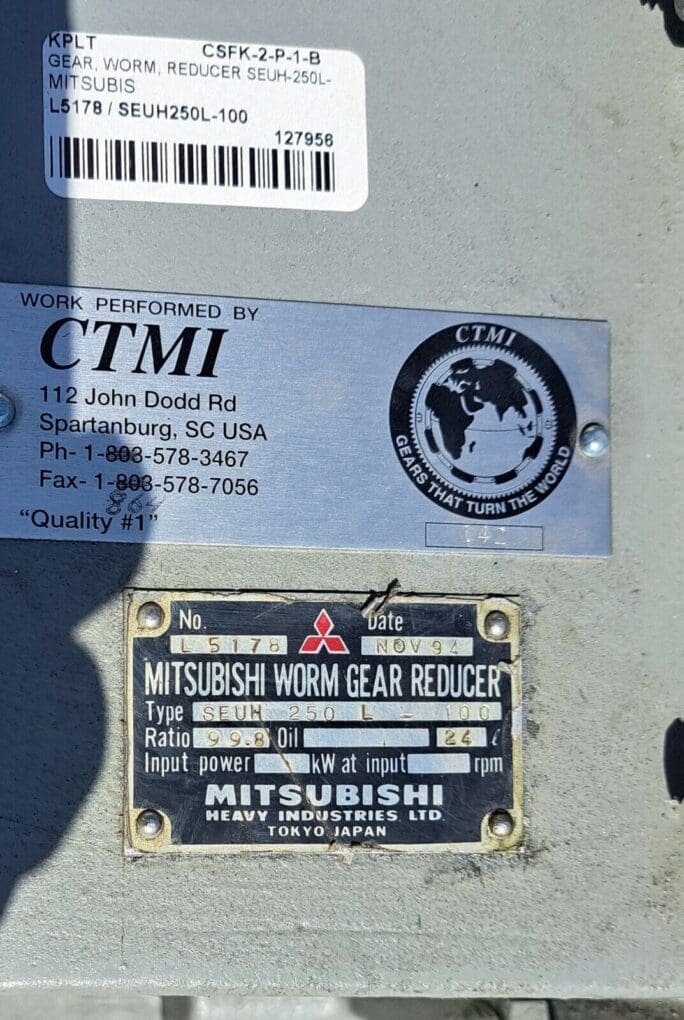 KPLT CSFK-2-P-1-B
GEAR, WORM, REDUCER SEUH-250L-
MITSUBIS
L5178 / SEUH250L-100
127956
WORK PERFORMED BY
CTMI
112 John Dodd Rd
Spartanburg, SC USA
Ph- 1-803-578-3467
Fax- 1-803-578-7056
864
"Quality #1"
CTMI
GEARS THAT TURN THE WORLD
No. Date
L 5178 NOV 94
MITSUBISHI WORM GEAR REDUCER
Type SEUH 250 L - 100
Ratio 99.8 Oil 24 ℓ
Input power kW at input rpm
MITSUBISHI
HEAVY INDUSTRIES LTD.
TOKYO JAPAN